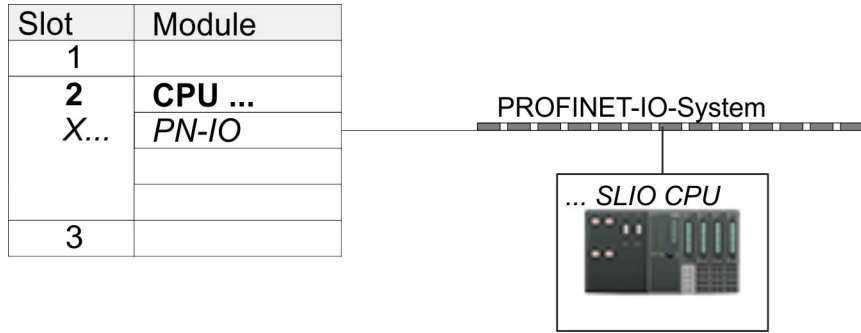 Slot Module
1
2 CPU ...
X... PN-IO
3
PROFINET-IO-System
... SLIO CPU